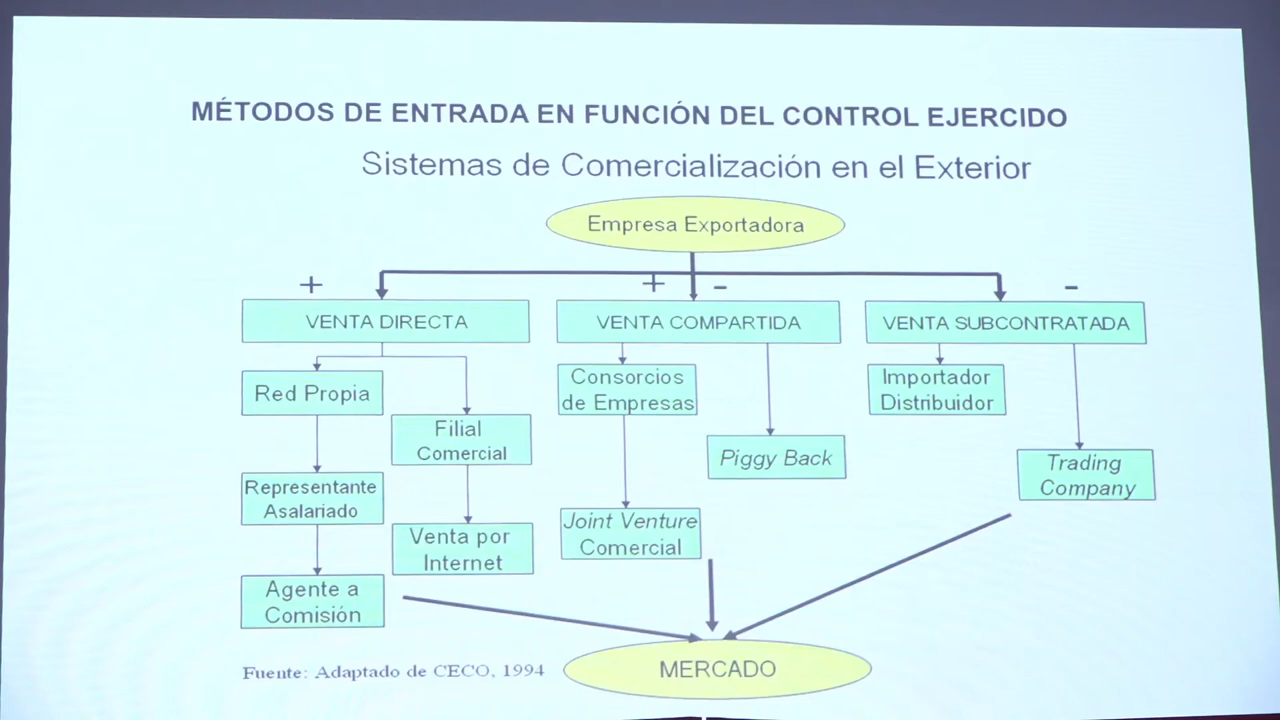 MÉTODOS DE ENTRADA EN FUNCIÓN DEL CONTROL EJERCIDO
Sistemas de Comercialización en el Exterior
Empresa Exportadora
+
+ -
-
VENTA DIRECTA
VENTA COMPARTIDA
VENTA SUBCONTRATADA
Red Propia
Filial
Comercial
Representante
Asalariado
Venta por
Internet
Agente a
Comisión
Consorcios
de Empresas
Piggy Back
Joint Venture
Comercial
Importador
Distribuidor
Trading
Company
MERCADO
Fuente: Adaptado de CECO, 1994